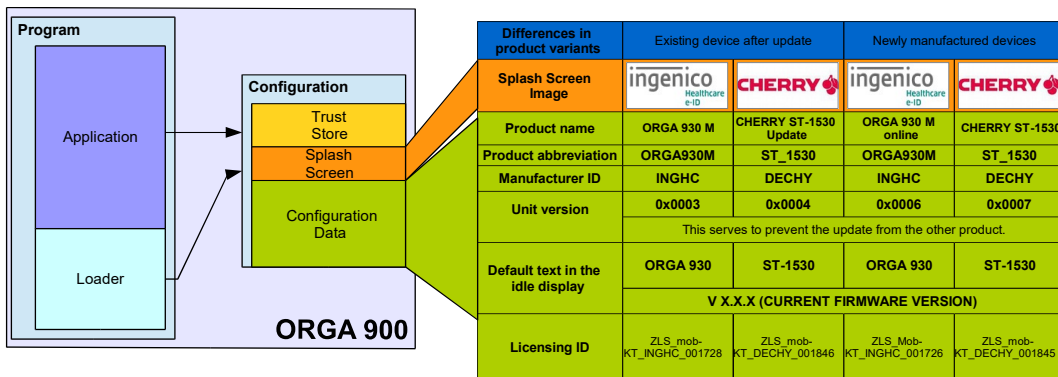 Program
Application
Loader
Configuration
Trust
Store
Splash
Screen
Configuration
Data
ORGA 900
Differences in
product variants
Existing device after update
Newly manufactured devices
Splash Screen
Image
ingenico
Healthcare
e-ID
CHERRY
ingenico
Healthcare
e-ID
CHERRY
Product name
ORGA 930 M
CHERRY ST-1530
Update
ORGA 930 M
online
CHERRY ST-1530
Product abbreviation
ORGA930M
ST_1530
ORGA930M
ST_1530
Manufacturer ID
INGHC
DECHY
INGHC
DECHY
Unit version
0x0003
0x0004
0x0006
0x0007
This serves to prevent the update from the other product.
Default text in the
idle display
ORGA 930
ST-1530
ORGA 930
ST-1530
V X.X.X (CURRENT FIRMWARE VERSION)
Licensing ID
ZLS_mob-
KT_INGHC_001728
ZLS_mob-
KT_DECHY_001846
ZLS_Mob-
KT_INGHC_001726
ZLS_mob-
KT_DECHY_001845